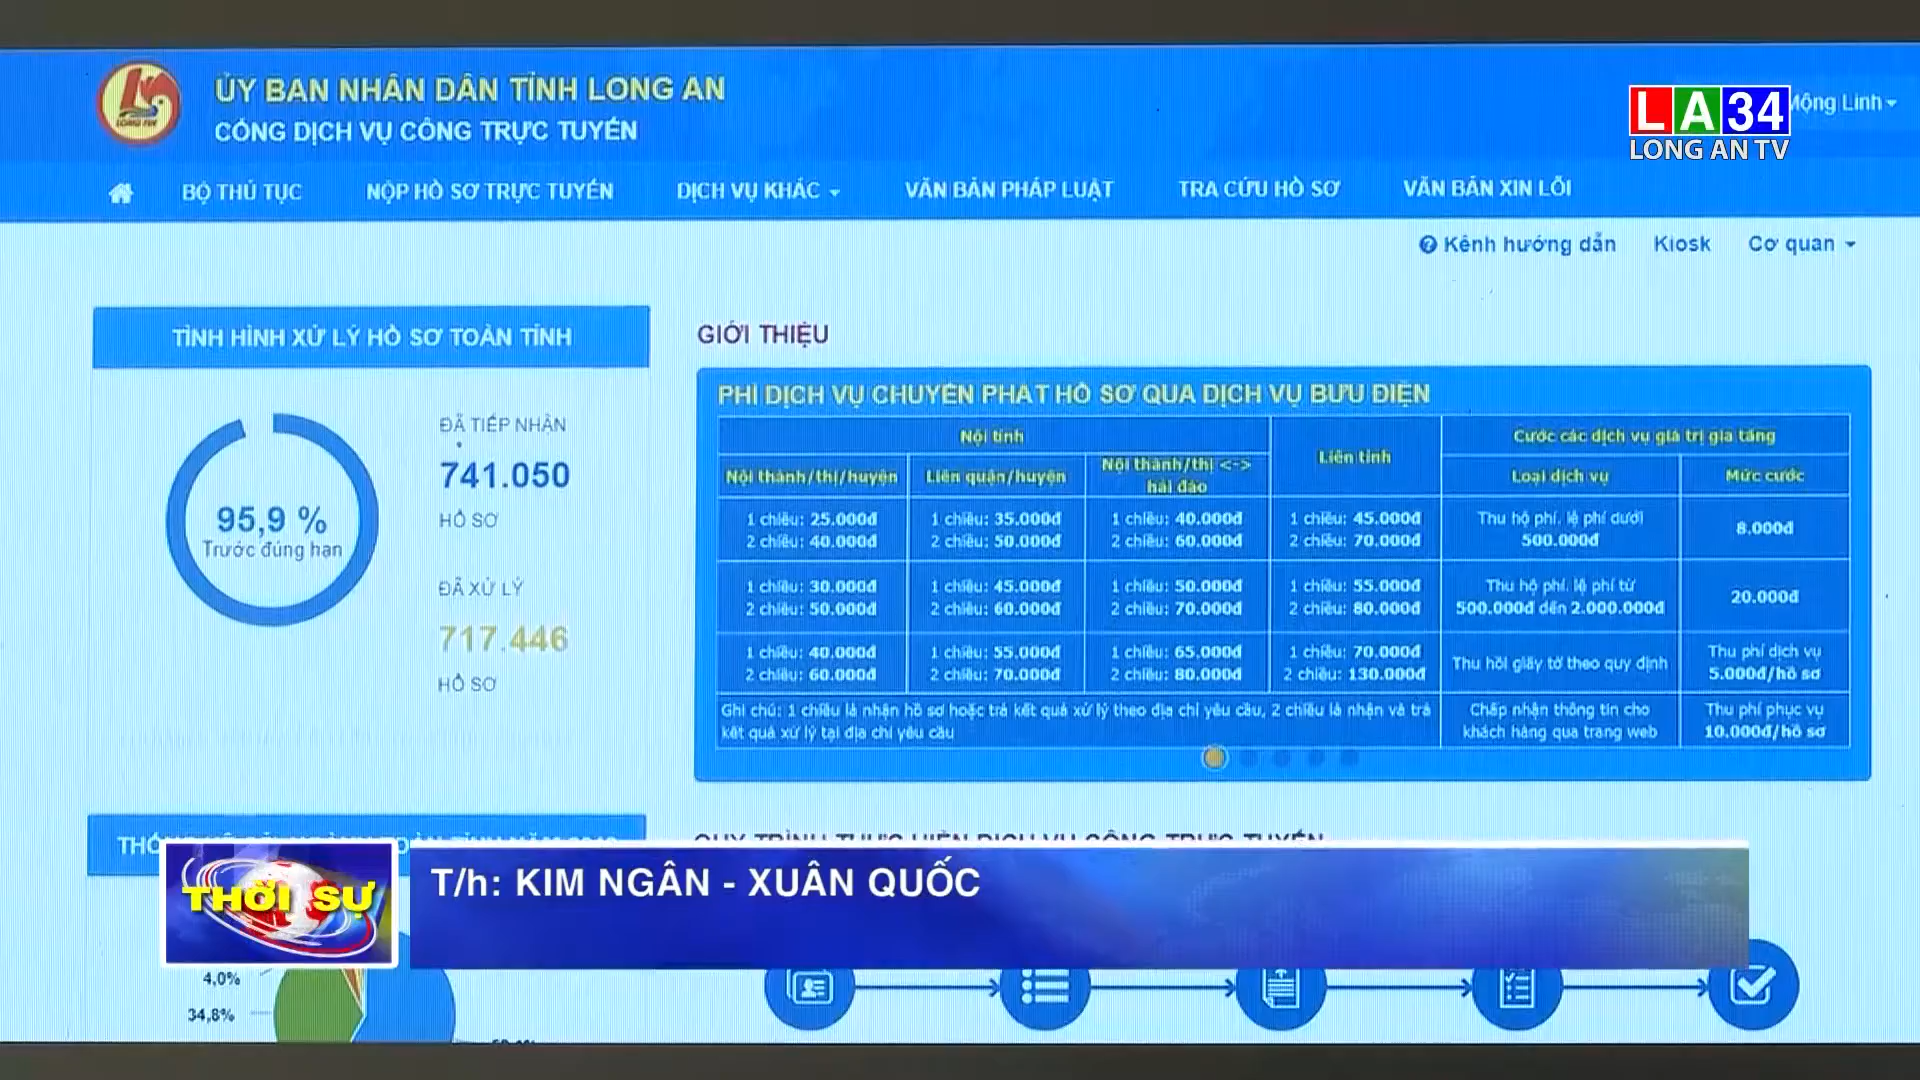 ỦY BAN NHÂN DÂN TỈNH LONG AN
CỔNG DỊCH VỤ CÔNG TRỰC TUYẾN
LA34
LONG AN TV
Mộng Linh
BỘ THỦ TỤC
NỘP HỒ SƠ TRỰC TUYẾN
DỊCH VỤ KHÁC
VĂN BẢN PHÁP LUẬT
TRA CỨU HỒ SƠ
VĂN BẢN XIN LỖI
Kênh hướng dẫn
Kiosk
Cơ quan
TÌNH HÌNH XỬ LÝ HỒ SƠ TOÀN TỈNH
95,9 %
Trước đúng hạn
ĐÃ TIẾP NHẬN
741.050
HỒ SƠ
ĐÃ XỬ LÝ
717.446
HỒ SƠ
GIỚI THIỆU
PHÍ DỊCH VỤ CHUYỂN PHÁT HỒ SƠ QUA DỊCH VỤ BƯU ĐIỆN
Nội tỉnh
Liên tỉnh
Cước các dịch vụ giá trị gia tăng
Nội thành/thị/huyện
Liên quận/huyện
Nội thành/thị <->
hải đảo
Loại dịch vụ
Mức cước
1 chiều: 25.000đ
2 chiều: 40.000đ
1 chiều: 35.000đ
2 chiều: 50.000đ
1 chiều: 40.000đ
2 chiều: 60.000đ
1 chiều: 45.000đ
2 chiều: 70.000đ
Thu hộ phí, lệ phí dưới
500.000đ
8.000đ
1 chiều: 30.000đ
2 chiều: 50.000đ
1 chiều: 45.000đ
2 chiều: 60.000đ
1 chiều: 50.000đ
2 chiều: 70.000đ
1 chiều: 55.000đ
2 chiều: 80.000đ
Thu hộ phí, lệ phí từ
500.000đ đến 2.000.000đ
20.000đ
1 chiều: 40.000đ
2 chiều: 60.000đ
1 chiều: 55.000đ
2 chiều: 70.000đ
1 chiều: 65.000đ
2 chiều: 80.000đ
1 chiều: 70.000đ
2 chiều: 130.000đ
Thu hồi giấy tờ theo quy định
Thu phí dịch vụ
5.000đ/hồ sơ
Ghi chú: 1 chiều là nhận hồ sơ hoặc trả kết quả xử lý theo địa chỉ yêu cầu, 2 chiều là nhận và trả
kết quả xử lý tại địa chỉ yêu cầu
Chấp nhận thông tin cho
khách hàng qua trang web
Thu phí phục vụ
10.000đ/hồ sơ
QUY TRÌNH THỰC HIỆN DỊCH VỤ CÔNG TRỰC TUYẾN
THỜI SỰ
T/h: KIM NGÂN - XUÂN QUỐC
4,0%
34,8%